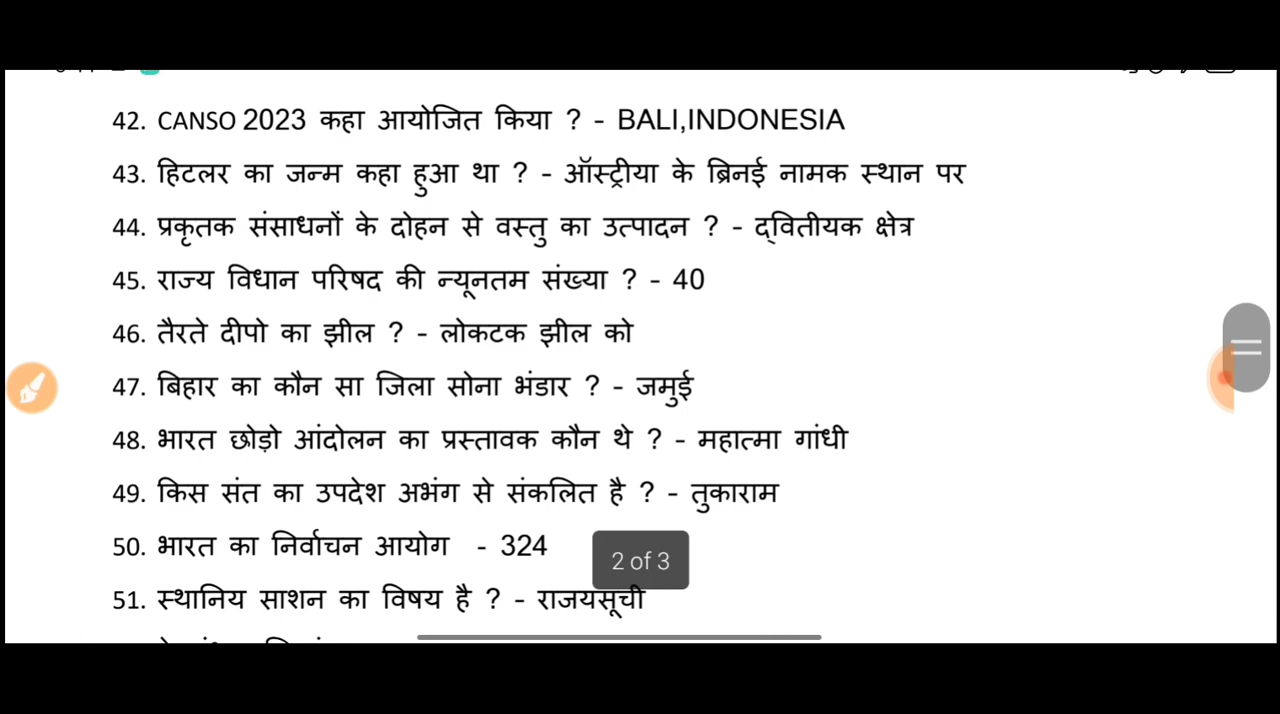 42. CANSO 2023 कहा आयोजित किया ? - BALI,INDONESIA
43. हिटलर का जन्म कहा हुआ था ? - ऑस्ट्रीया के ब्रिनई नामक स्थान पर
44. प्रकृतक संसाधनों के दोहन से वस्तु का उत्पादन ? - द्वितीयक क्षेत्र
45. राज्य विधान परिषद की न्यूनतम संख्या ? - 40
46. तैरते दीपो का झील ? - लोकटक झील को
47. बिहार का कौन सा जिला सोना भंडार ? - जमुई
48. भारत छोड़ो आंदोलन का प्रस्तावक कौन थे ? - महात्मा गांधी
49. किस संत का उपदेश अभंग से संकलित है ? - तुकाराम
50. भारत का निर्वाचन आयोग - 324
2 of 3
51. स्थानिय साशन का विषय है ? - राजयसूची